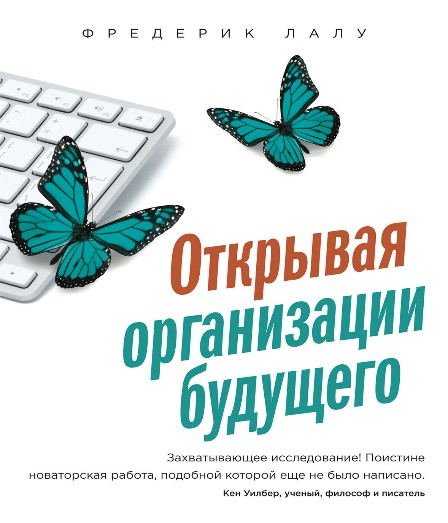 ФРЕДЕРИК ЛАЛУ
Открывая
организации
будущего
Захватывающее исследование! Поистине
новаторская работа, подобной которой еще не было написано.
Кен Уилбер, ученый, философ и писатель